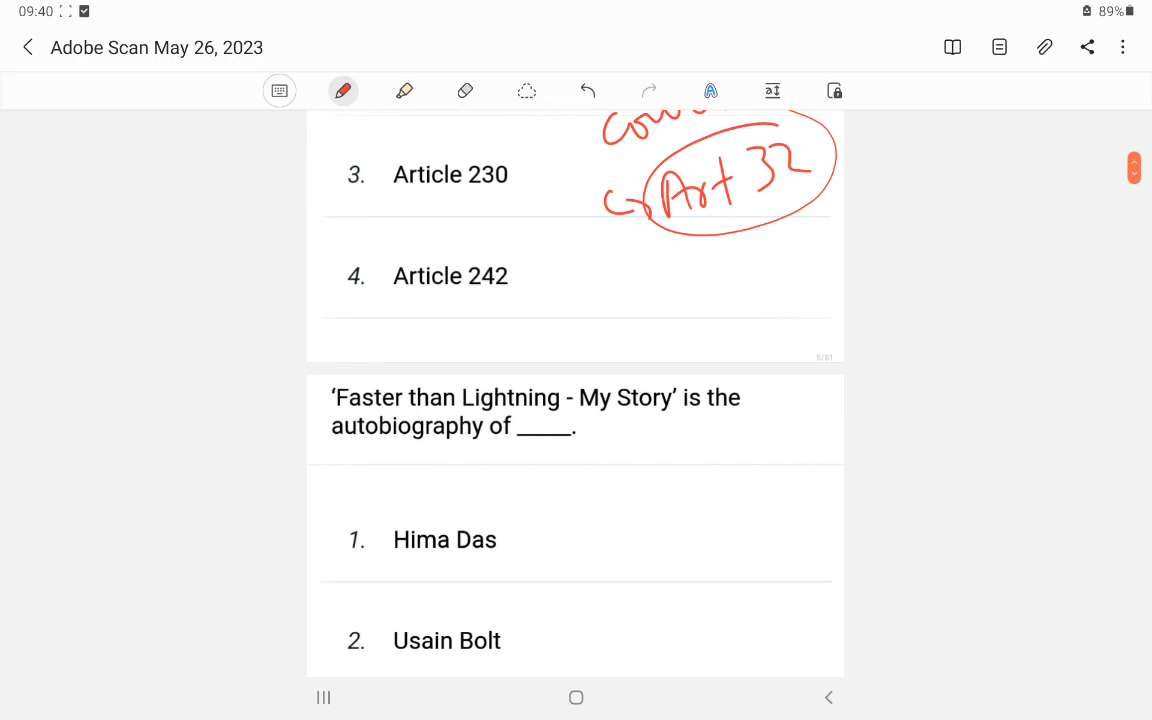 09:40
89%
Adobe Scan May 26, 2023
3. Article 230
Art 32
4. Article 242
5/61
‘Faster than Lightning - My Story’ is the
autobiography of _____.
1. Hima Das
2. Usain Bolt